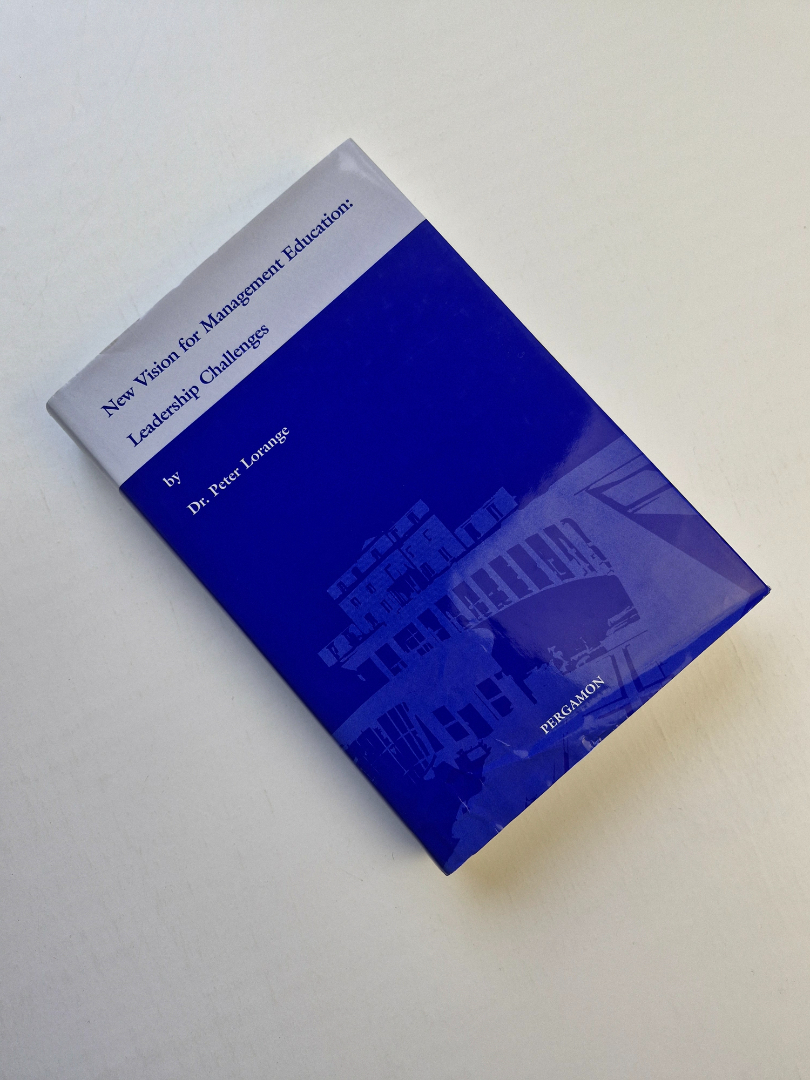 New Vision for Management Education:
Leadership Challenges
by
Dr. Peter Lorange
PERGAMON